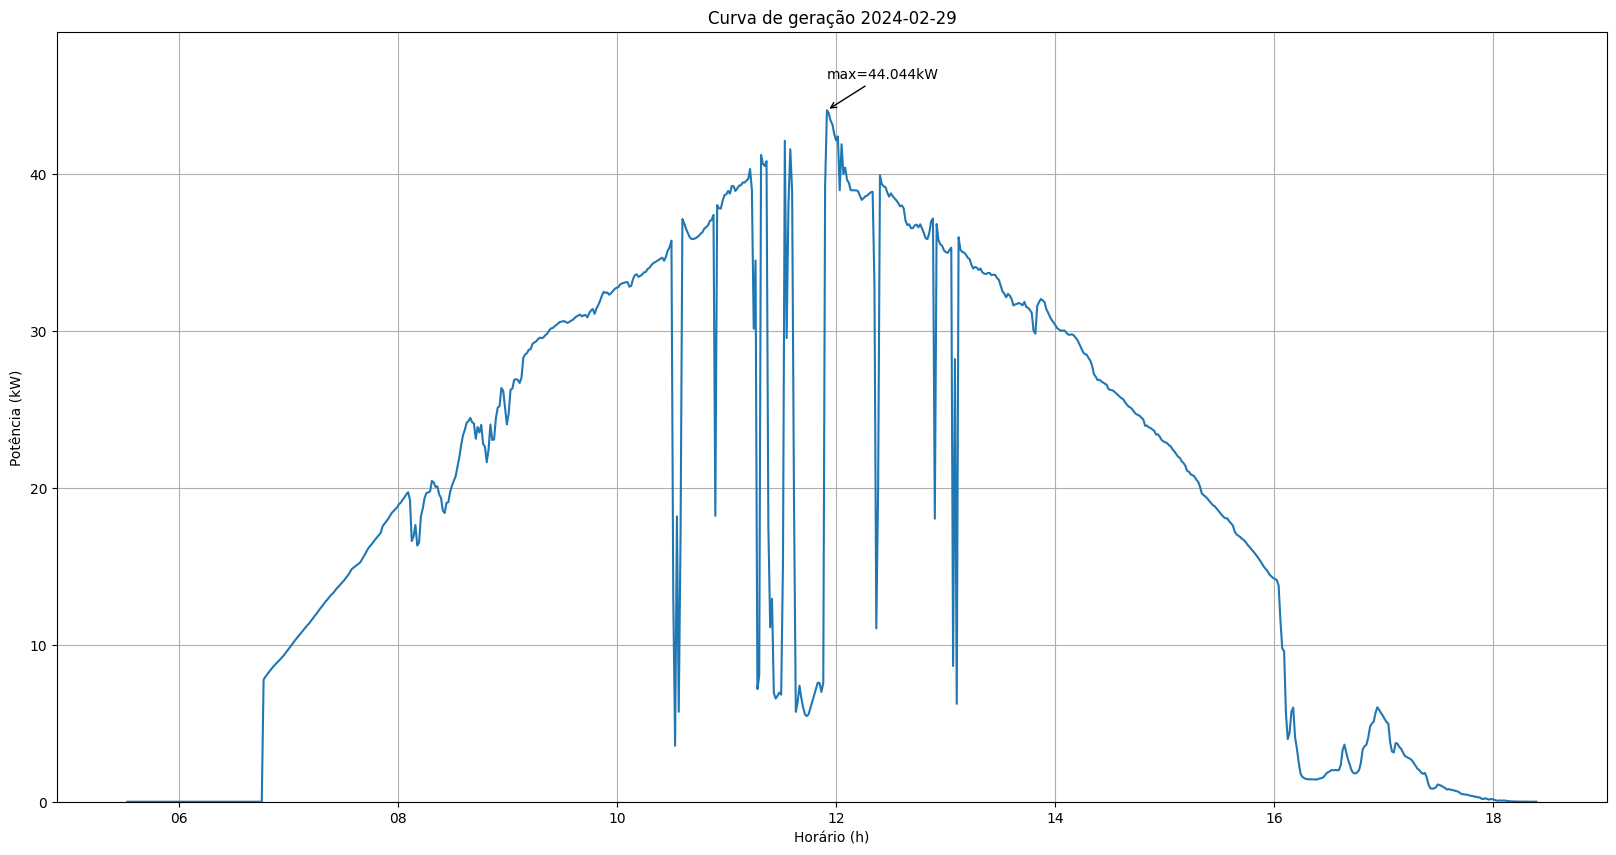 Curva de geração 2024-02-29
max=44.044kW
Potência (kW)
40
30
20
10
0
06 08 10 12 14 16 18
Horário (h)